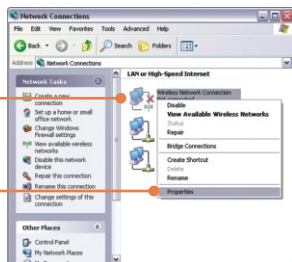 Network Connections
File Edit View Favorites Tools Advanced Help
Back Search Folders
Address Network Connections
Network Tasks
Create a new
connection
Set up a home or small
office network
Change Windows
Firewall settings
View available wireless
networks
Disable this network
device
Repair this connection
Rename this connection
Change settings of this
connection
Other Places
Control Panel
My Network Places
LAN or High-Speed Internet
Wireless Network Connection
Disable
View Available Wireless Networks
Status
Repair
Bridge Connections
Create Shortcut
Delete
Rename
Properties